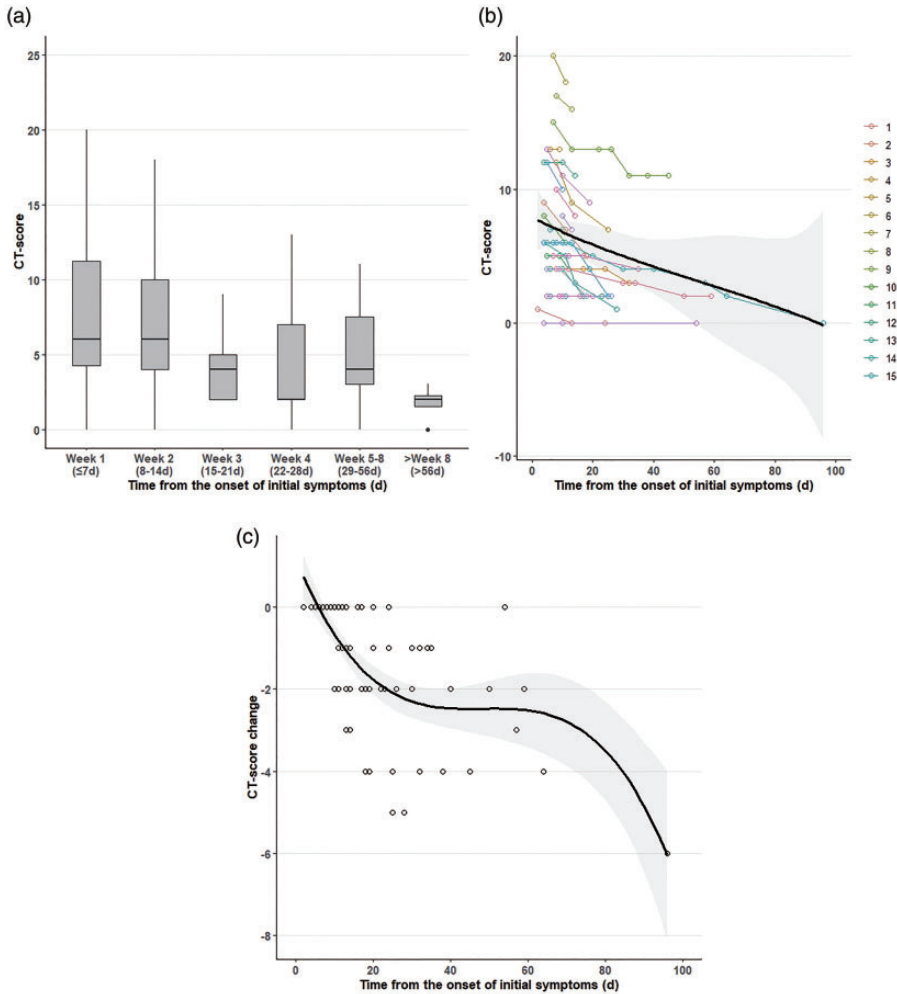 (a)
25
20
15
10
5
0
CT-score
Week 1 Week 2 Week 3 Week 4 Week 5-8 >Week 8
(≤7d) (8-14d) (15-21d) (22-28d) (29-56d) (>56d)
Time from the onset of initial symptoms (d)
(b)
20
10
0
-10
CT-score
0 20 40 60 80 100
Time from the onset of initial symptoms (d)
1
2
3
4
5
6
7
8
9
10
11
12
13
14
15
(c)
0
-2
-4
-6
-8
CT-score change
0 20 40 60 80 100
Time from the onset of initial symptoms (d)